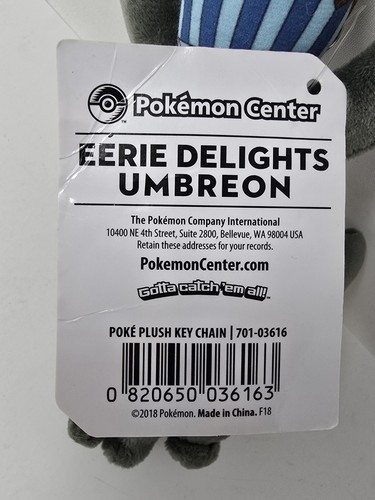 Pokémon Center
EERIE DELIGHTS
UMBREON
The Pokémon Company International
10400 NE 4th Street, Suite 2800, Bellevue, WA 98004 USA
Retain these addresses for your records.
PokemonCenter.com
Gotta catch 'em all!™
POKÉ PLUSH KEY CHAIN | 701-03616
0 820650 036163
©2018 Pokémon. Made in China. F18